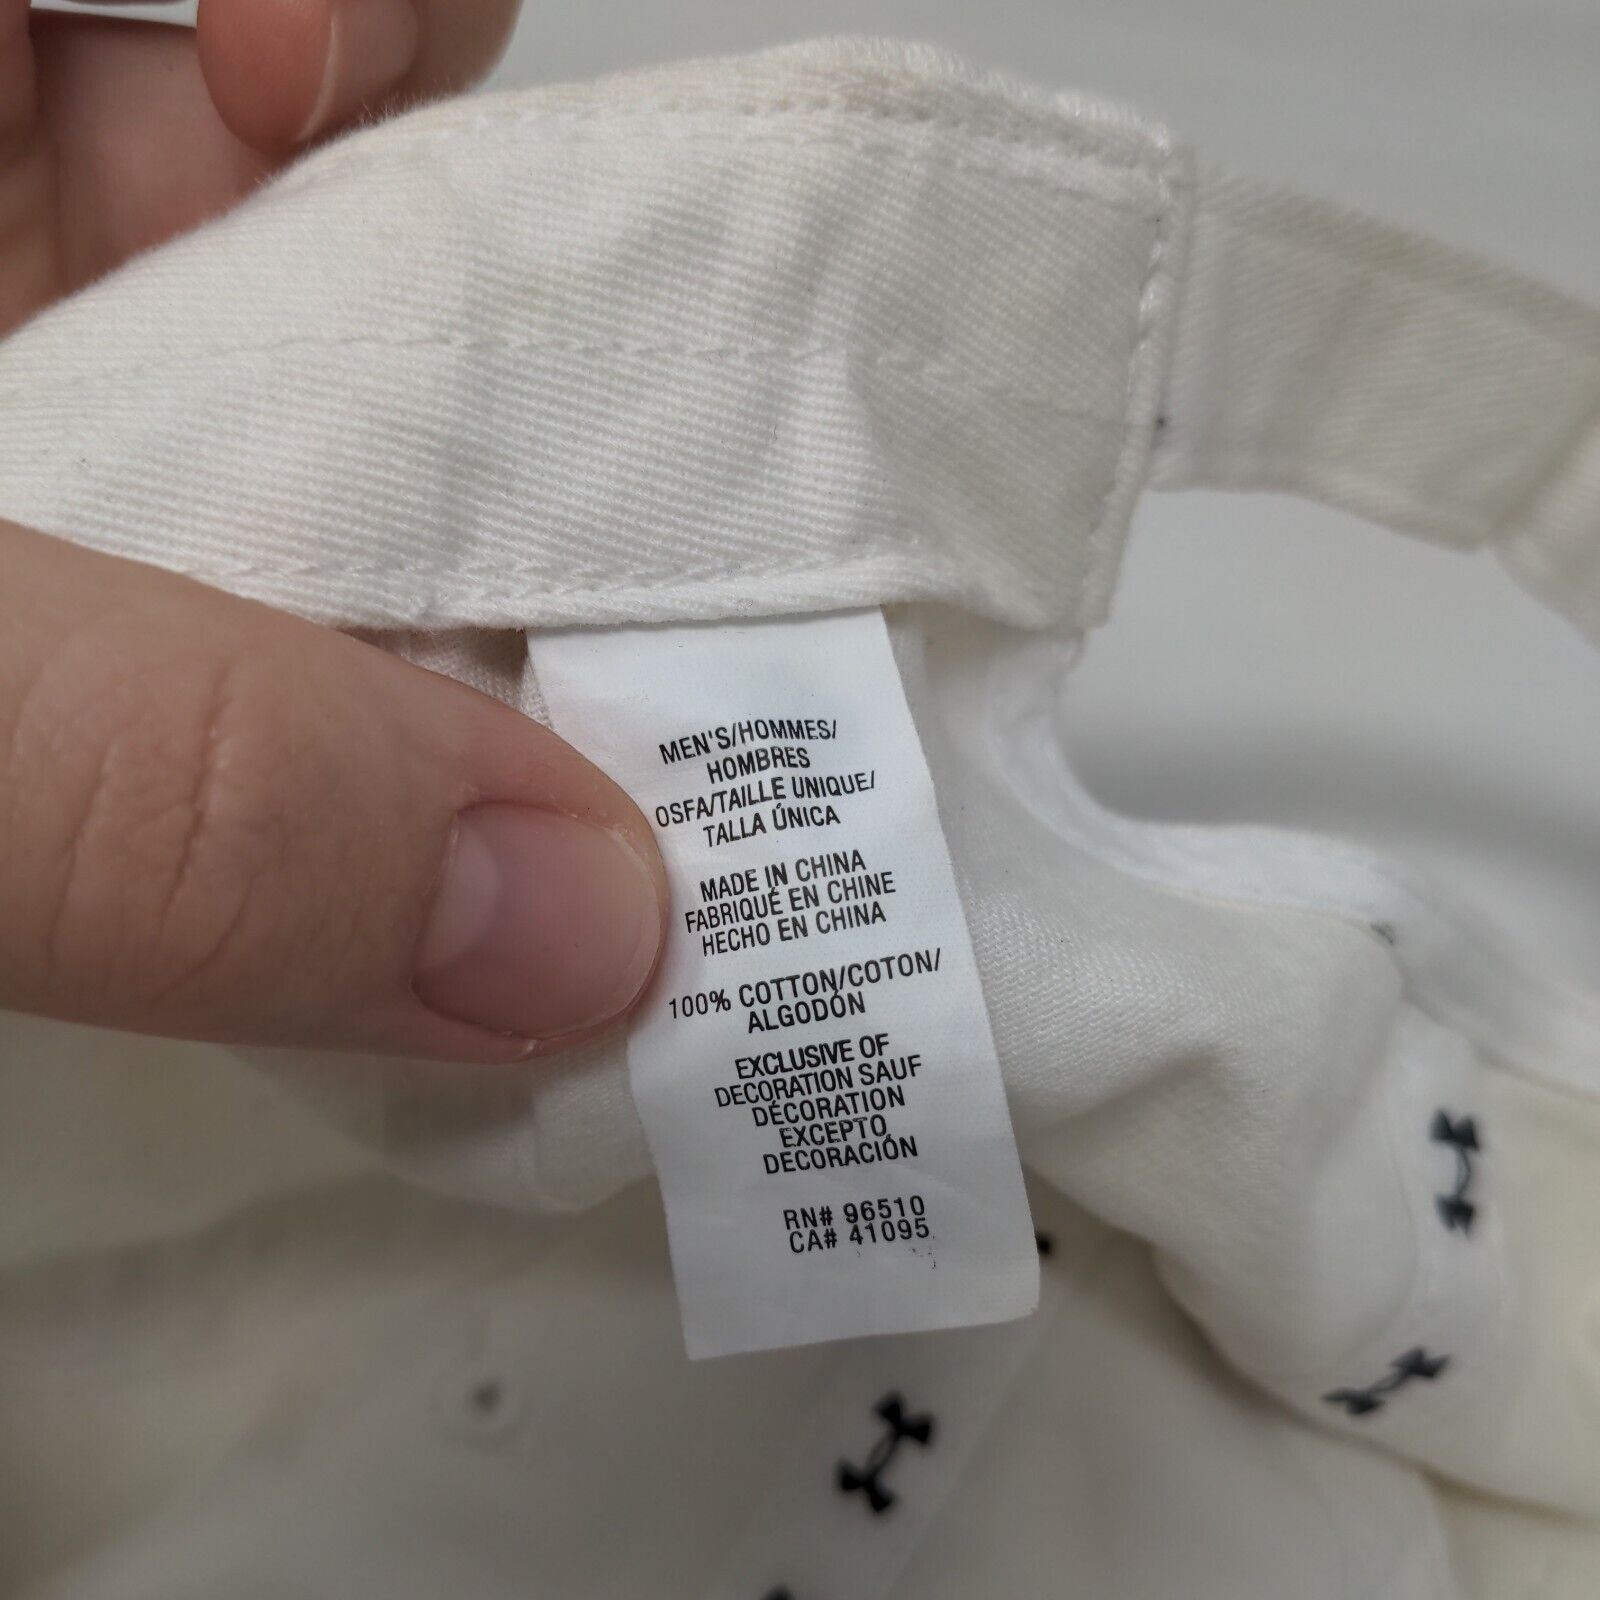 MEN'S/HOMMES/
HOMBRES
OSFA/TAILLE UNIQUE/
TALLA ÚNICA
MADE IN CHINA
FABRIQUÉ EN CHINE
HECHO EN CHINA
100% COTTON/COTON/
ALGODÓN
EXCLUSIVE OF
DECORATION SAUF
DÉCORATION
EXCEPTO
DECORACIÓN
RN# 96510
CA# 41095